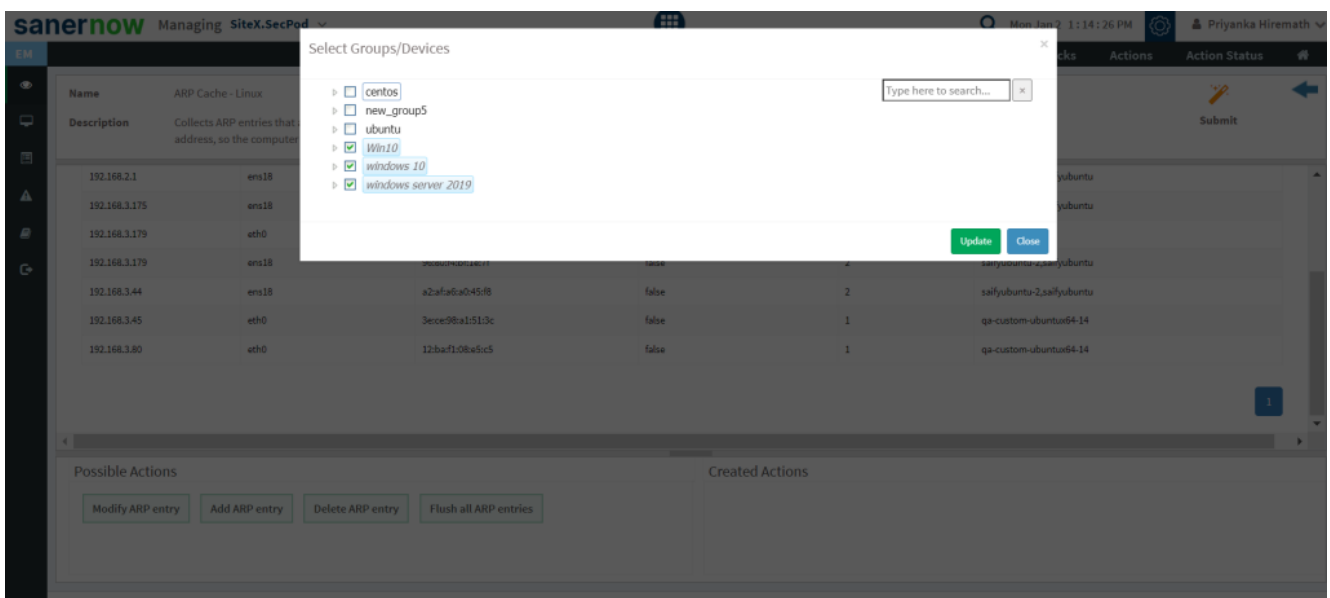 sanernow Managing SiteX.SecPod
Mon Jan 2 1:14:26 PM Priyanka Hiremath
EM
cks Actions Action Status
Select Groups/Devices
×
centos
new_group5
ubuntu
Win10
windows 10
windows server 2019
Type here to search... ×
Update Close
Name ARP Cache - Linux
Description Collects ARP entries that
address, so the computer
Submit
192.168.2.1 ens18 yubuntu
192.168.3.175 ens18 yubuntu
192.168.3.179 eth0
192.168.3.179 ens18 false 2 saifyubuntu-2,saifyubuntu
192.168.3.44 ens18 a2:af:a6:a0:45:f8 false 2 saifyubuntu-2,saifyubuntu
192.168.3.45 eth0 3e:ce:98:a1:51:3c false 1 qa-custom-ubuntux64-14
192.168.3.80 eth0 12:ba:f1:08:e5:c5 false 1 qa-custom-ubuntux64-14
1
Possible Actions
Modify ARP entry Add ARP entry Delete ARP entry Flush all ARP entries
Created Actions